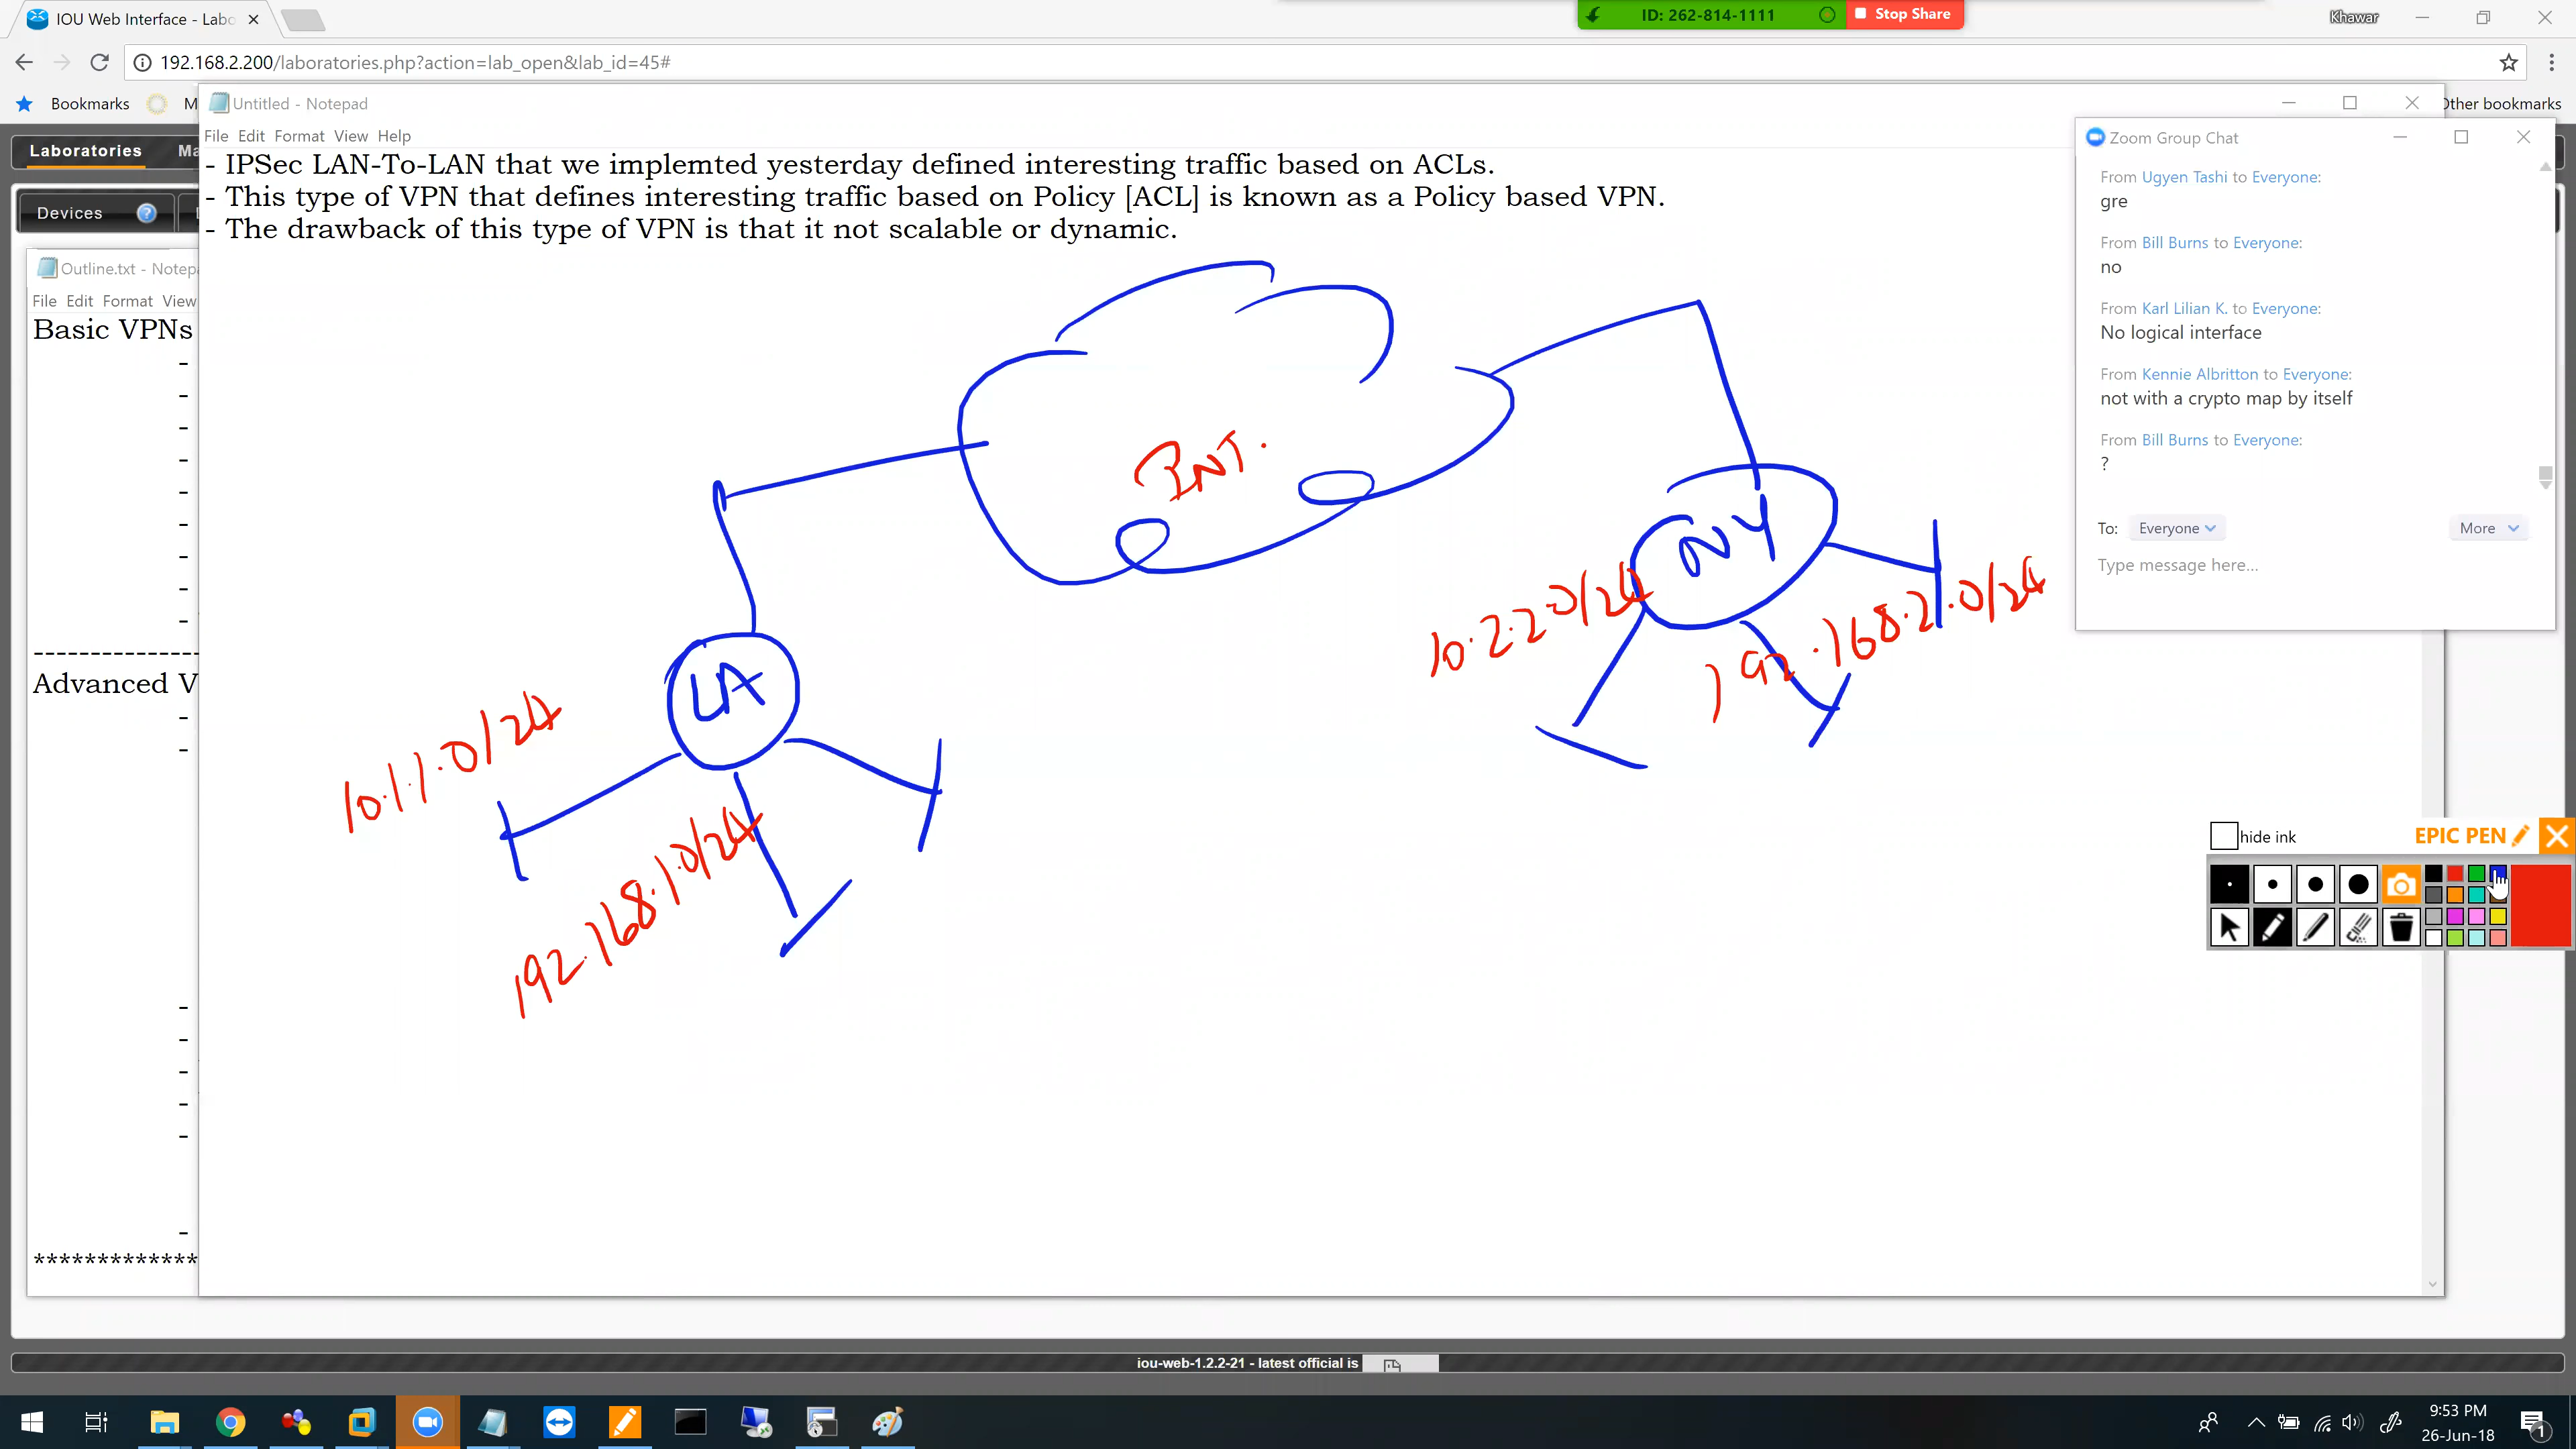 IOU Web Interface - Labo
ID: 262-814-1111
Stop Share
Khawar
192.168.2.200/laboratories.php?action=lab_open&lab_id=45#
Bookmarks
M
Other bookmarks
Untitled - Notepad
File Edit Format View Help
Laboratories
Ma
Devices
- IPSec LAN-To-LAN that we implemted yesterday defined interesting traffic based on ACLs.
- This type of VPN that defines interesting traffic based on Policy [ACL] is known as a Policy based VPN.
- The drawback of this type of VPN is that it not scalable or dynamic.
Outline.txt - Notep
File Edit Format View
Basic VPNs
-
-
-
-
-
-
-
-
-
Advanced V
-
-
-
-
-
-
-
-
Zoom Group Chat
From Ugyen Tashi to Everyone:
gre
From Bill Burns to Everyone:
no
From Karl Lilian K. to Everyone:
No logical interface
From Kennie Albritton to Everyone:
not with a crypto map by itself
From Bill Burns to Everyone:
?
To: Everyone
More
Type message here...
INT.
NY
10.2.2.0/24
192.168.2.0/24
LA
10.1.1.0/24
192.168.1.0/24
hide ink
EPIC PEN
iou-web-1.2.2-21 - latest official is
9:53 PM
26-Jun-18
1